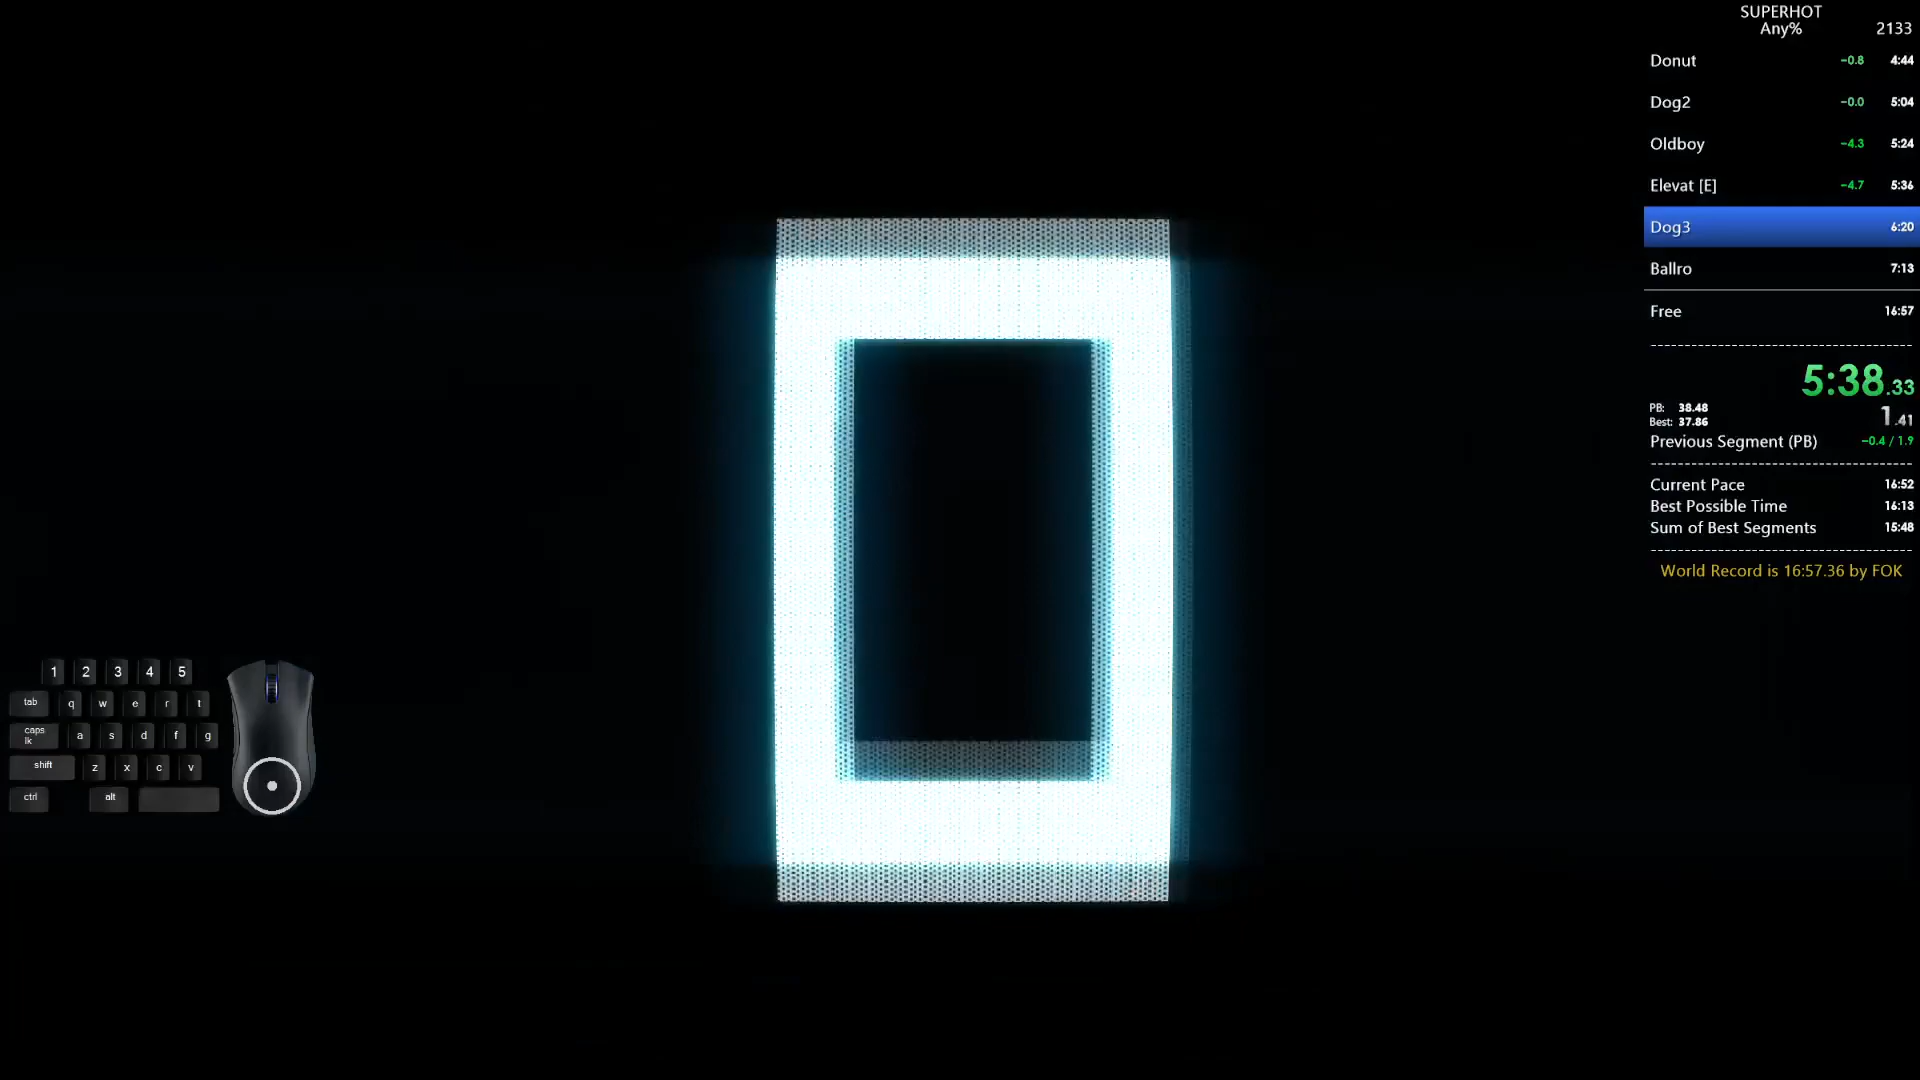 SUPERHOT
Any% 2133
Donut -0.8 4:44
Dog2 -0.0 5:04
Oldboy -4.3 5:24
Elevat [E] -4.7 5:36
Dog3 6:20
Ballro 7:13
Free 16:57
5:38.33
PB: 38.48
Best: 37.86
1.41
Previous Segment (PB) -0.4 / 1.9
Current Pace 16:52
Best Possible Time 16:13
Sum of Best Segments 15:48
World Record is 16:57.36 by FOK
O
1 2 3 4 5
tab q w e r t
caps lk a s d f g
shift z x c v
ctrl alt